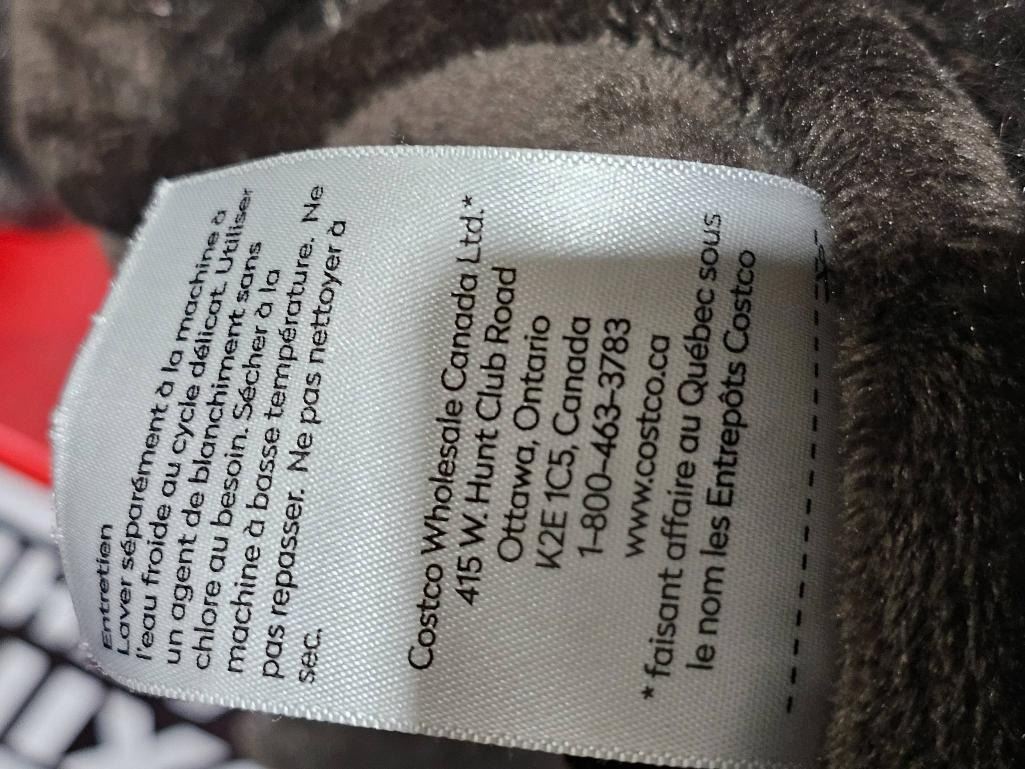 Entretien
Laver séparément à la machine à
l'eau froide au cycle délicat. Utiliser
un agent de blanchiment sans
chlore au besoin. Sécher à la
machine à basse température. Ne
pas repasser. Ne pas nettoyer à
sec.
Costco Wholesale Canada Ltd.*
415 W. Hunt Club Road
Ottawa, Ontario
K2E 1C5, Canada
1-800-463-3783
www.costco.ca
*faisant affaire au Québec sous
le nom les Entrepôts Costco